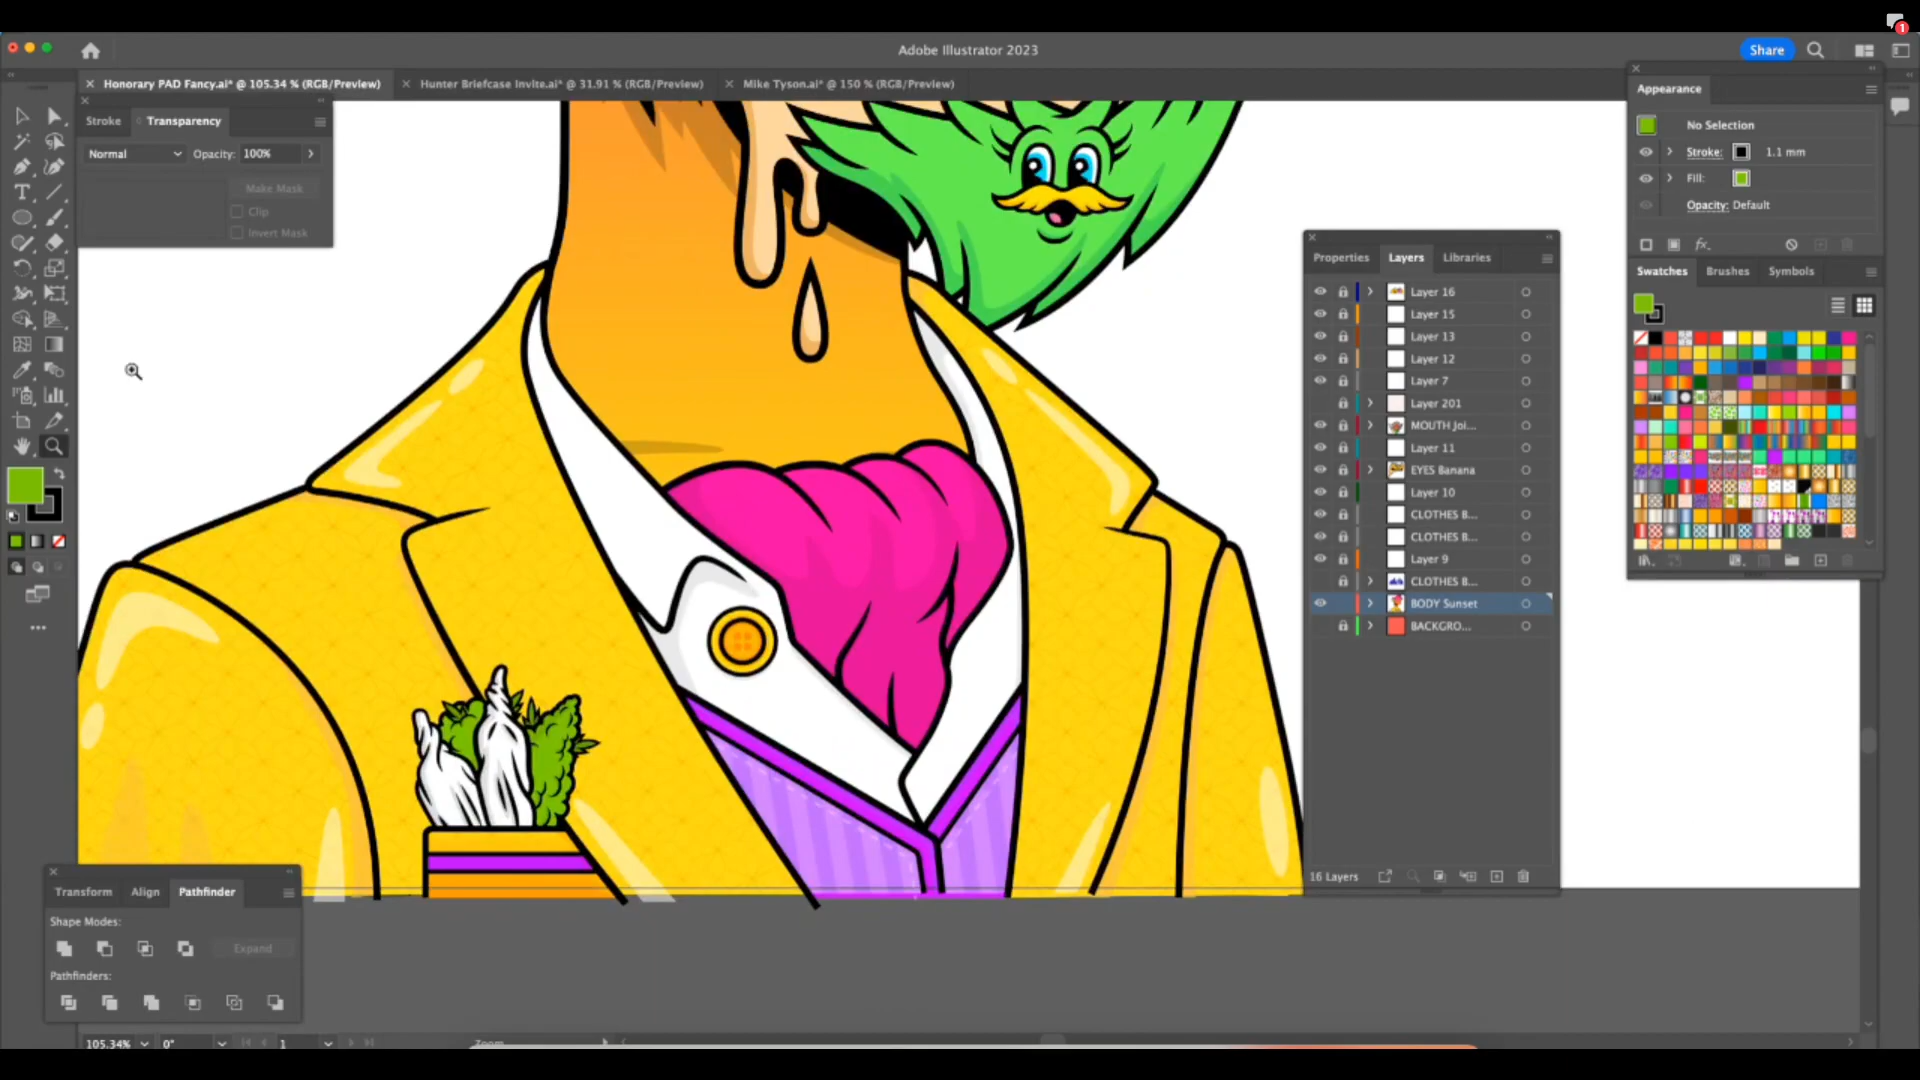 1
Adobe Illustrator 2023
Share
Honorary PAD Fancy.ai* @ 105.34 % (RGB/Preview)
Hunter Briefcase Invite.ai* @ 31.91 % (RGB/Preview)
Mike Tyson.ai* @ 150 % (RGB/Preview)
Stroke
Transparency
Normal
Opacity: 100%
Make Mask
Clip
Invert Mask
Appearance
No Selection
Stroke: 1.1 mm
Fill:
Opacity: Default
fx
Swatches
Brushes
Symbols
Properties
Layers
Libraries
Layer 16
Layer 15
Layer 13
Layer 12
Layer 7
Layer 201
MOUTH Joi...
Layer 11
EYES Banana
Layer 10
CLOTHES B...
CLOTHES B...
Layer 9
CLOTHES B...
BODY Sunset
BACKGRO...
16 Layers
Transform
Align
Pathfinder
Shape Modes:
Expand
Pathfinders:
105.34%
0°
1
Zoom